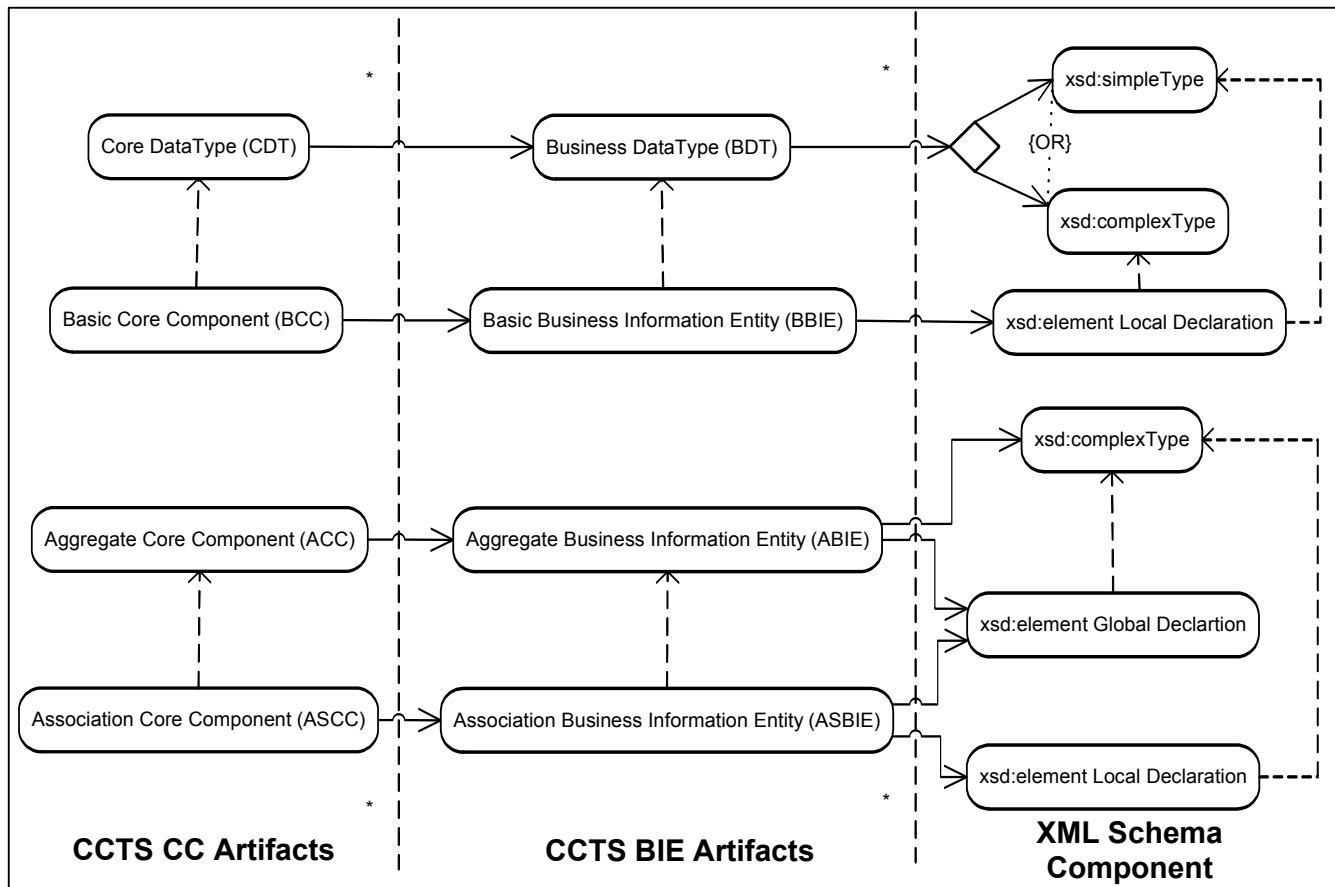 *
*
xsd:simpleType
Core DataType (CDT)
Business DataType (BDT)
{OR}
xsd:complexType
Basic Core Component (BCC)
Basic Business Information Entity (BBIE)
xsd:element Local Declaration
xsd:complexType
Aggregate Core Component (ACC)
Aggregate Business Information Entity (ABIE)
xsd:element Global Declartion
Association Core Component (ASCC)
Association Business Information Entity (ASBIE)
xsd:element Local Declaration
*
*
CCTS CC Artifacts
CCTS BIE Artifacts
XML Schema
Component